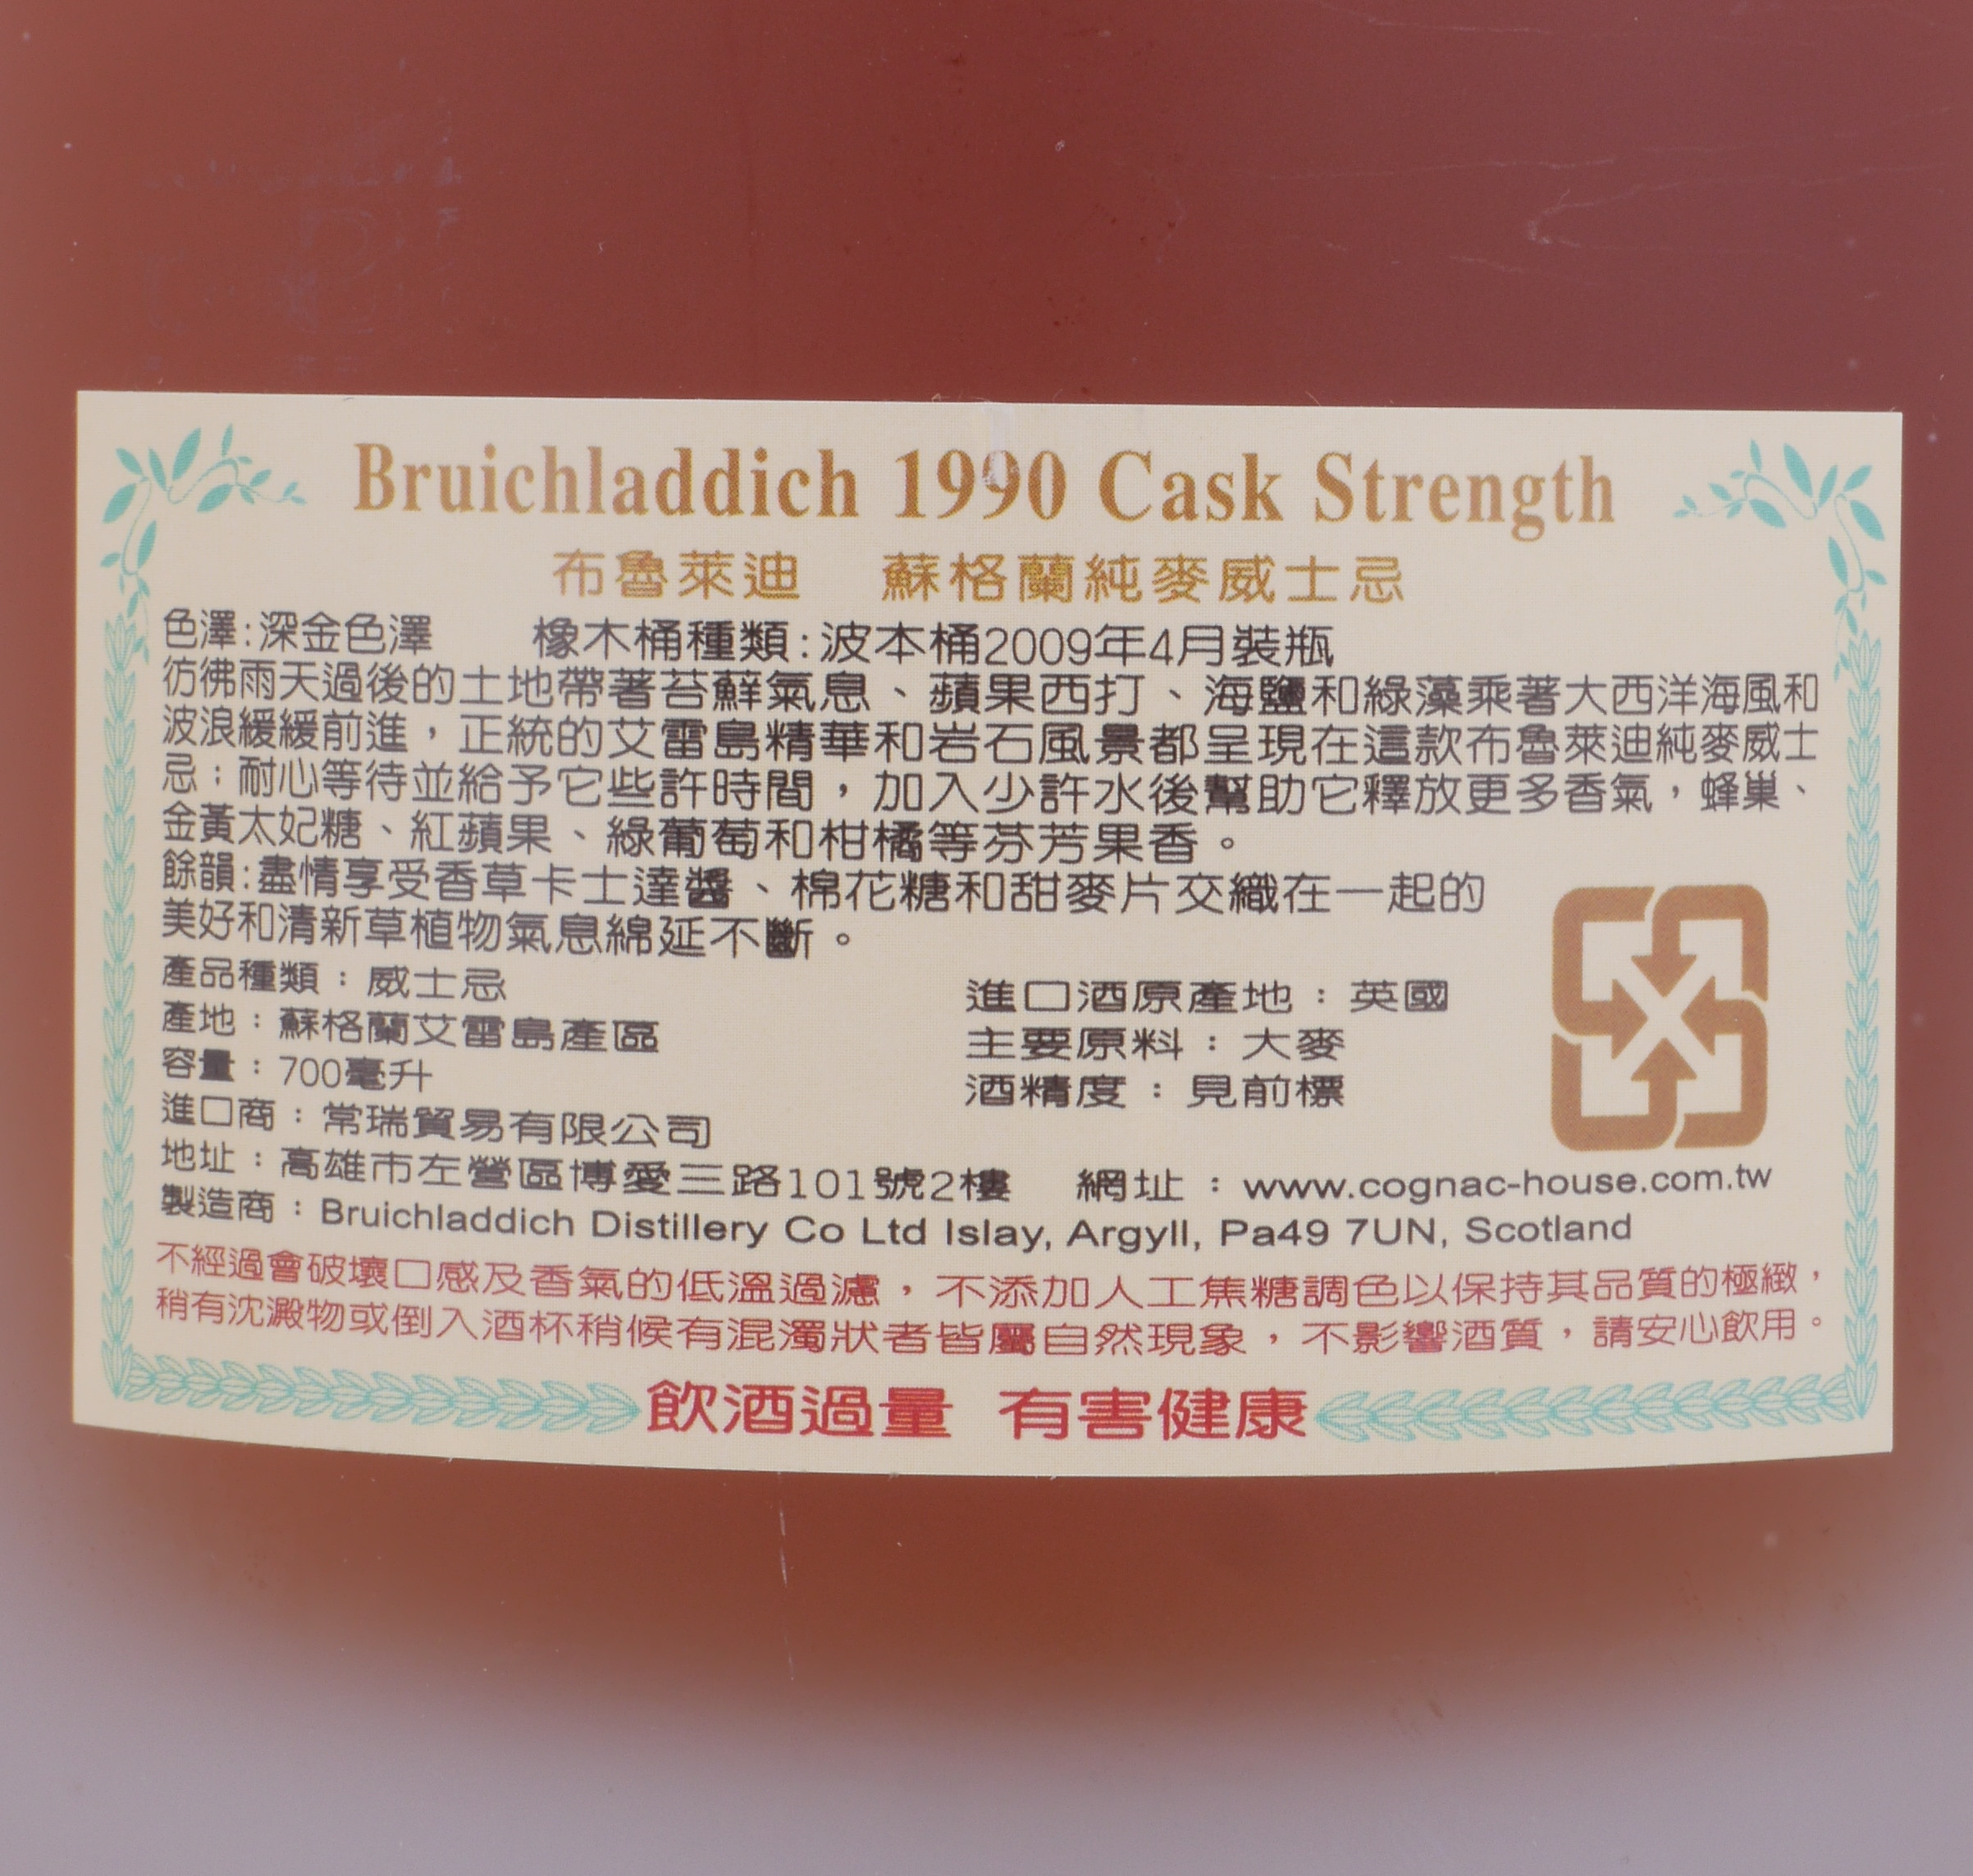 Bruichladdich 1990 Cask Strength
布魯萊迪 蘇格蘭純麥威士忌
色澤:深金色澤 橡木桶種類:波本桶2009年4月裝瓶
彷彿雨天過後的土地帶著苔蘚氣息、蘋果西打、海鹽和綠藻乘著大西洋海風和
波浪緩緩前進，正統的艾雷島精華和岩石風景都呈現在這款布魯萊迪純麥威士
忌；耐心等待並給予它些許時間，加入少許水後幫助它釋放更多香氣，蜂巢、
金黃太妃糖、紅蘋果、綠葡萄和柑橘等芬芳果香。
餘韻:盡情享受香草卡士達醬、棉花糖和甜麥片交織在一起的
美好和清新草植物氣息綿延不斷。
產品種類：威士忌
進口酒原產地：英國
產地：蘇格蘭艾雷島產區
主要原料：大麥
容量：700毫升
酒精度：見前標
進口商：常瑞貿易有限公司
地址：高雄市左營區博愛三路101號2樓 網址：www.cognac-house.com.tw
製造商：Bruichladdich Distillery Co Ltd Islay, Argyll, Pa49 7UN, Scotland
不經過會破壞口感及香氣的低溫過濾，不添加人工焦糖調色以保持其品質的極緻，
稍有沈澱物或倒入酒杯稍候有混濁狀者皆屬自然現象，不影響酒質，請安心飲用。
飲酒過量 有害健康